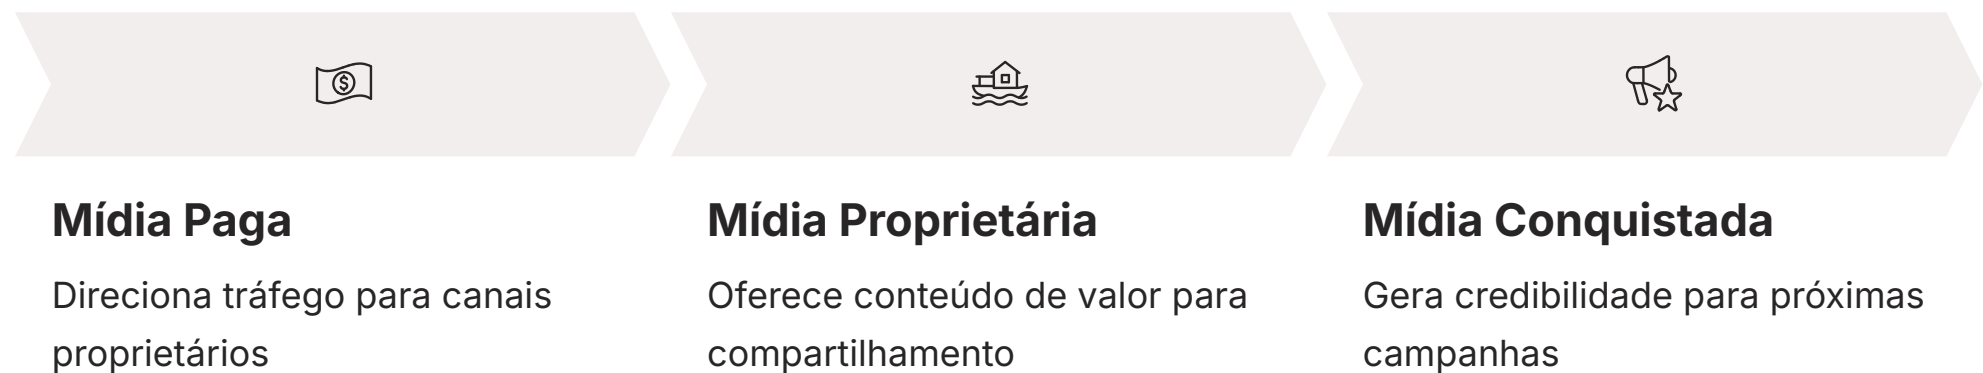 Mídia Paga
Direciona tráfego para canais
proprietários
Mídia Proprietária
Oferece conteúdo de valor para
compartilhamento
Mídia Conquistada
Gera credibilidade para próximas
campanhas